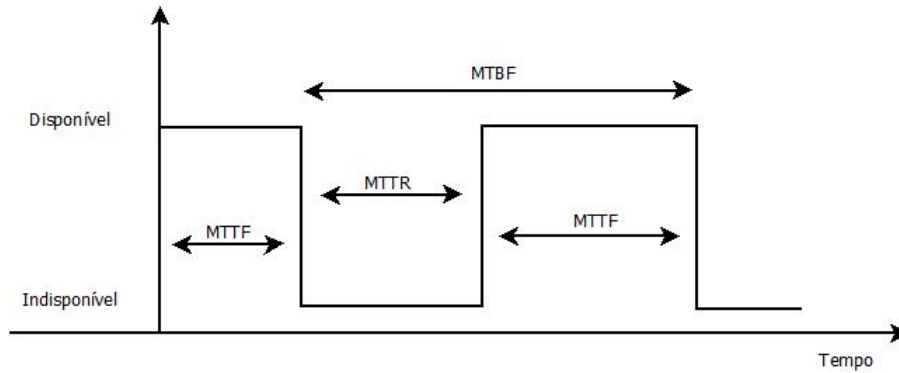 MTBF
Disponível
MTTR
MTTF
MTTF
Indisponível
Tempo